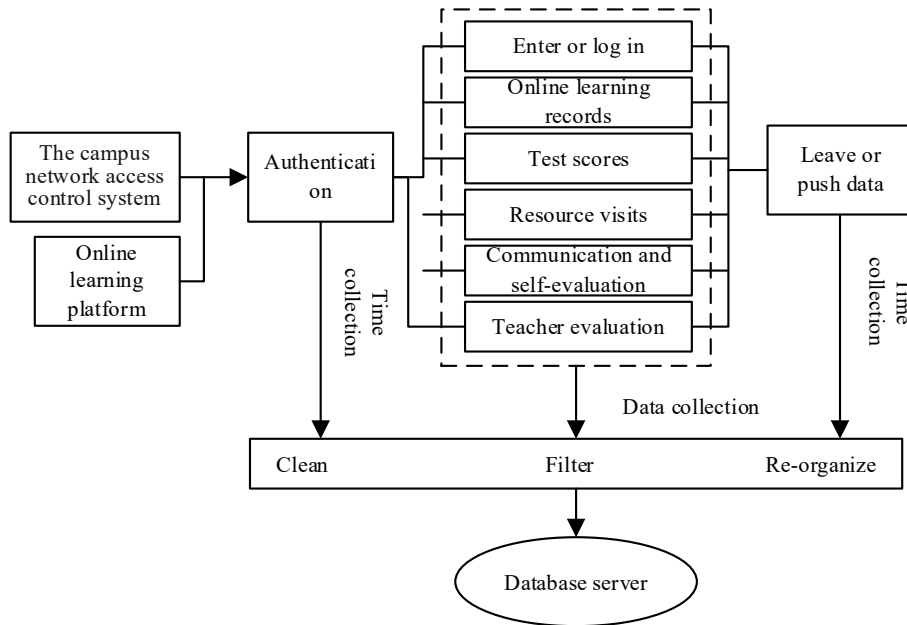 The campus
network access
control system
Online
learning
platform
Authenticati
on
Enter or log in
Online learning
records
Test scores
Resource visits
Communication and
self-evaluation
Teacher evaluation
Leave or
push data
Time
collection
Time
collection
Data collection
Clean
Filter
Re-organize
Database server